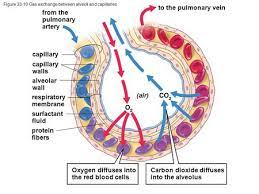 Figure 23-10 Gas exchange between alveoli and capillaries
from the
pulmonary
artery
to the pulmonary vein
capillary
capillary
walls
alveolar
wall
respiratory
membrane
surfactant
fluid
protein
fibers
(air)
O₂
CO₂
Oxygen diffuses into
the red blood cells
Carbon dioxide diffuses
into the alveolus